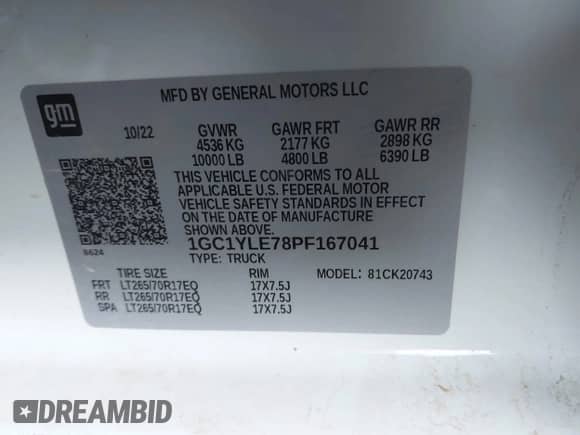 gm
MFD BY GENERAL MOTORS LLC
10/22 GVWR GAWR FRT GAWR RR
4536 KG 2177 KG 2898 KG
10000 LB 4800 LB 6390 LB
THIS VEHICLE CONFORMS TO ALL
APPLICABLE U.S. FEDERAL MOTOR
VEHICLE SAFETY STANDARDS IN EFFECT
ON THE DATE OF MANUFACTURE
SHOWN ABOVE.
8624 1GC1YLE78PF167041
TYPE: TRUCK
TIRE SIZE RIM MODEL: 81CK20743
FRT LT265/70R17EQ 17X7.5J
RR LT265/70R17EQ 17X7.5J
SPA LT265/70R17EQ 17X7.5J
DREAMBID